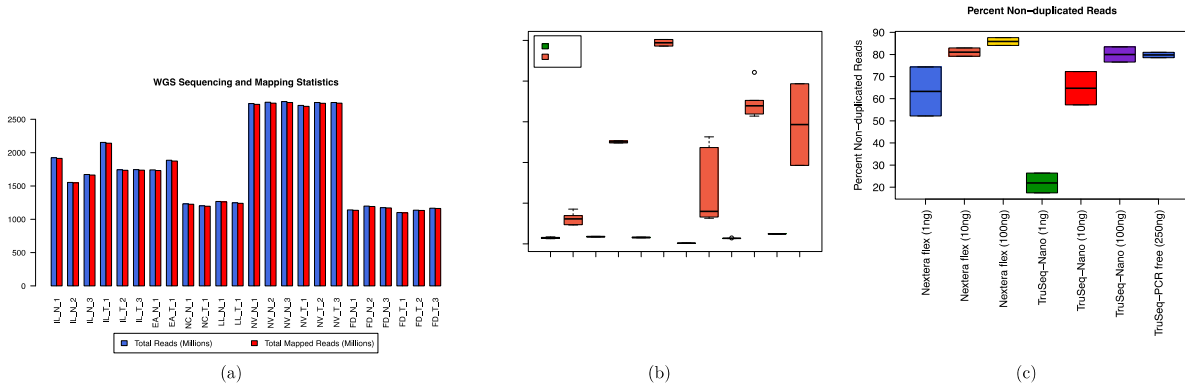 WGS Sequencing and Mapping Statistics
2500
2000
1500
1000
500
0
IL_N_1
IL_N_2
IL_N_3
IL_T_1
IL_T_2
IL_T_3
EA_N_1
EA_T_1
NC_N_1
NC_T_1
LL_N_1
LL_T_1
NV_N_1
NV_N_2
NV_N_3
NV_T_1
NV_T_2
NV_T_3
FD_N_1
FD_N_2
FD_N_3
FD_T_1
FD_T_2
FD_T_3
Total Reads (Millions)
Total Mapped Reads (Millions)
(a)
(b)
Percent Non−duplicated Reads
Percent Non−duplicated Reads
90
80
70
60
50
40
30
20
Nextera flex (1ng)
Nextera flex (10ng)
Nextera flex (100ng)
TruSeq−Nano (1ng)
TruSeq−Nano (10ng)
TruSeq−Nano (100ng)
TruSeq−PCR free (250ng)
(c)